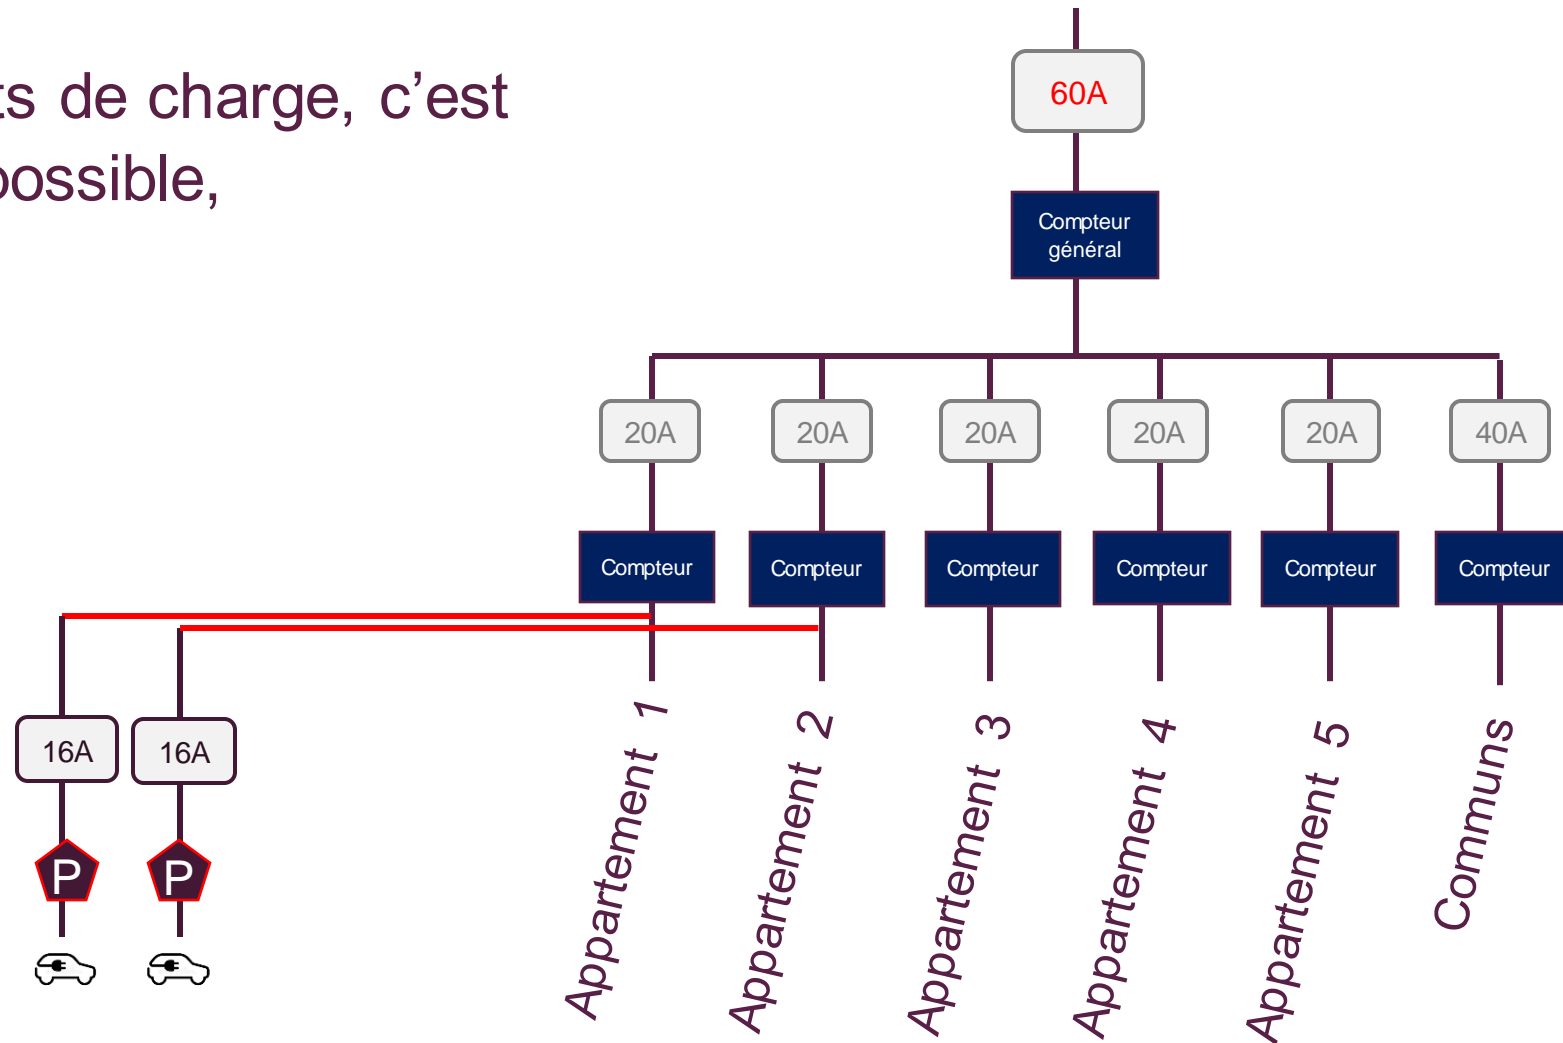 ts de charge, c’est
possible,
60A
Compteur
général
20A
20A
20A
20A
20A
40A
Compteur
Compteur
Compteur
Compteur
Compteur
Compteur
16A
16A
P
P
Appartement 1
Appartement 2
Appartement 3
Appartement 4
Appartement 5
Communs